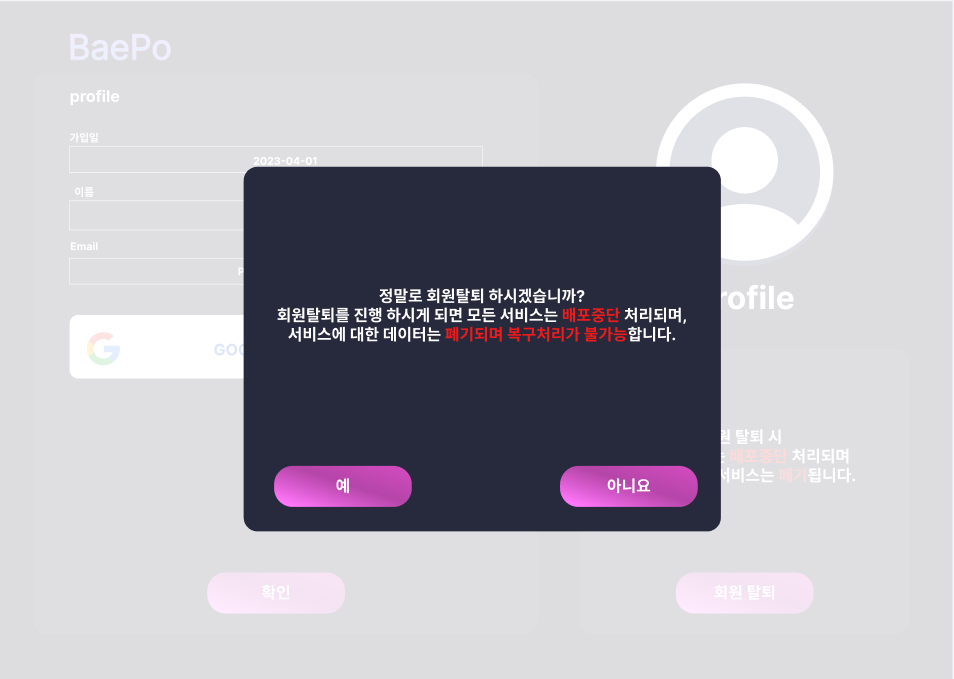 BaePo
profile
가입일
2023-04-01
이름
Email
P
GOO
rofile
정말로 회원탈퇴 하시겠습니까?
회원탈퇴를 진행 하시게 되면 모든 서비스는 배포중단 처리되며,
서비스에 대한 데이터는 폐기되며 복구처리가 불가능합니다.
예
아니요
원 탈퇴 시
는 배포중단 처리되며
서비스는 폐기됩니다.
확인
회원 탈퇴